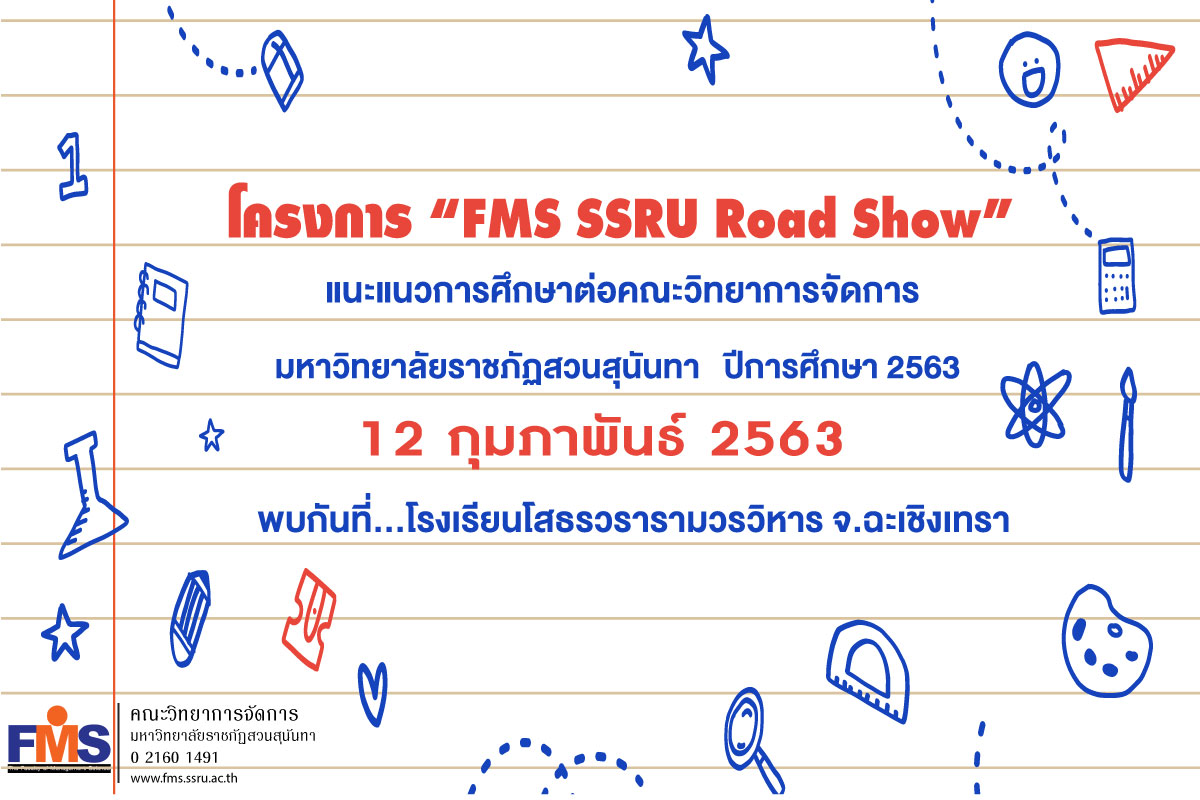 โครงการ “FMS SSRU Road Show”
แนะแนวการศึกษาต่อคณะวิทยาการจัดการ
มหาวิทยาลัยราชภัฏสวนสุนันทา ปีการศึกษา 2563
12 กุมภาพันธ์ 2563
พบกันที่...โรงเรียนโสธรวรารามวรวิหาร จ.ฉะเชิงเทรา
1
FMS
คณะวิทยาการจัดการ
มหาวิทยาลัยราชภัฏสวนสุนันทา
0 2160 1491
www.fms.ssru.ac.th